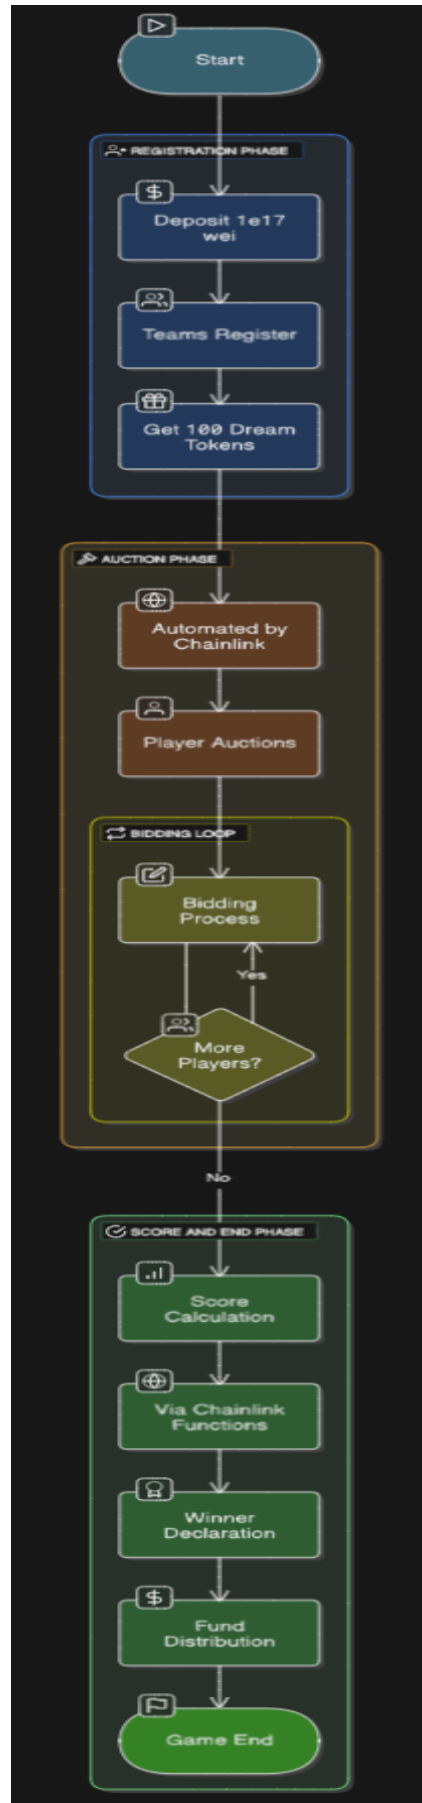 Start
REGISTRATION PHASE
Deposit 1e17
wei
Teams Register
Get 100 Dream
Tokens
AUCTION PHASE
Automated by
Chainlink
Player Auctions
BIDDING LOOP
Bidding
Process
Yes
More
Players?
No
SCORE AND END PHASE
Score
Calculation
Via Chainlink
Functions
Winner
Declaration
Fund
Distribution
Game End